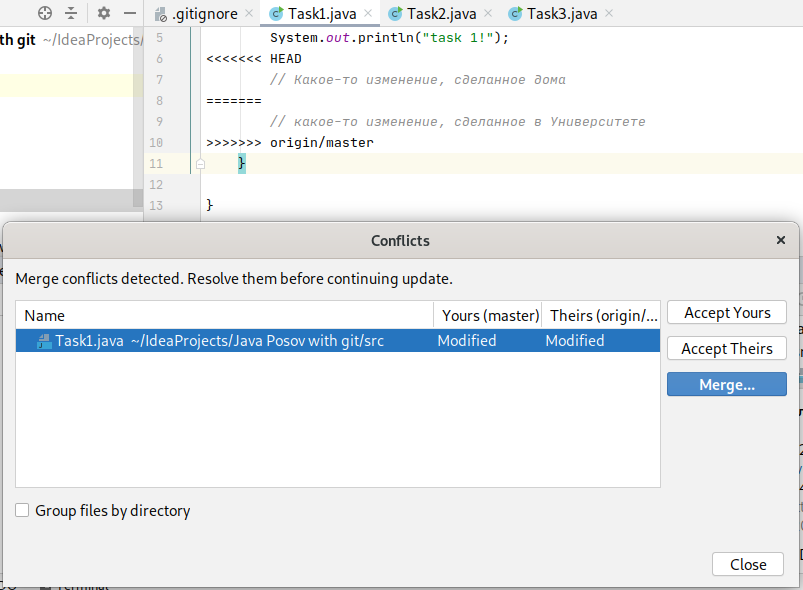 .gitignore Task1.java Task2.java Task3.java
th git ~/IdeaProjects/
5 System.out.println("task 1!");
6 <<<<<<< HEAD
7 // Какое-то изменение, сделанное дома
8 =======
9 // какое-то изменение, сделанное в Университете
10 >>>>>>> origin/master
11 }
12
13 }
Conflicts
Merge conflicts detected. Resolve them before continuing update.
Name Yours (master) Theirs (origin/...
Task1.java ~/IdeaProjects/Java Posov with git/src Modified Modified
Accept Yours
Accept Theirs
Merge...
Group files by directory
Close